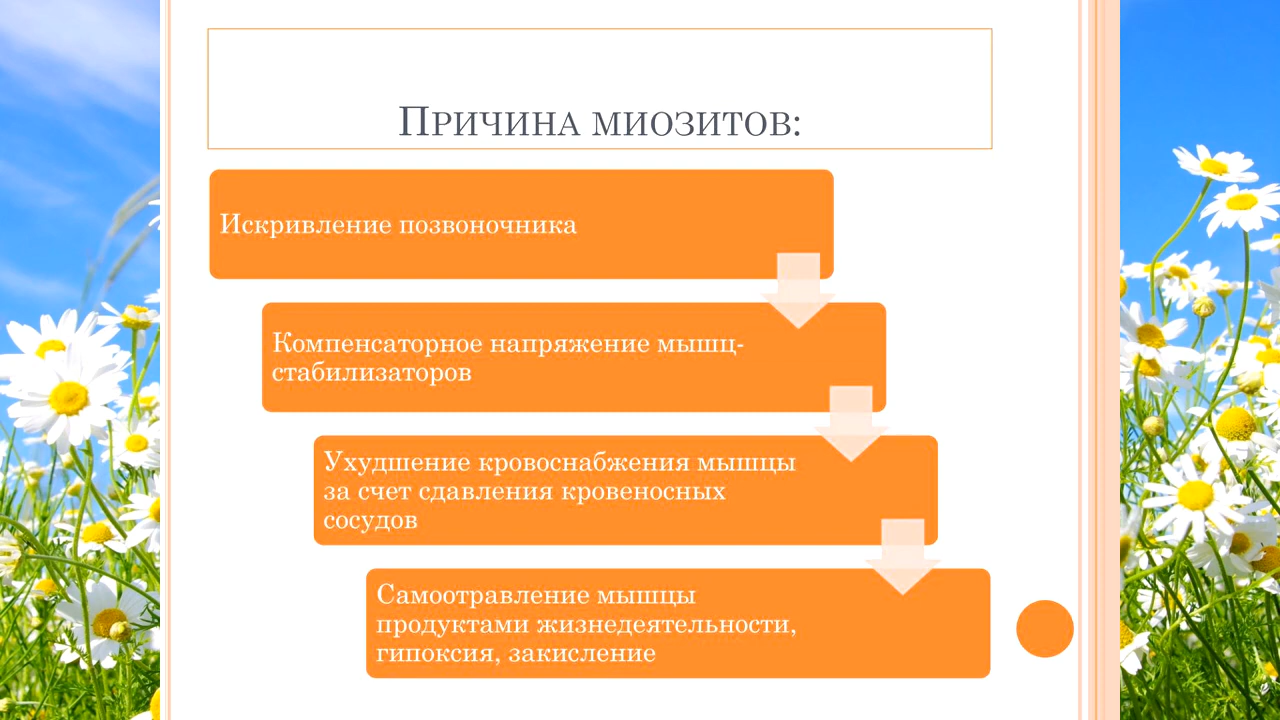 Причина миозитов:
Искривление позвоночника
Компенсаторное напряжение мышц-
стабилизаторов
Ухудшение кровоснабжения мышцы
за счет сдавления кровеносных
сосудов
Самоотравление мышцы
продуктами жизнедеятельности,
гипоксия, закисление